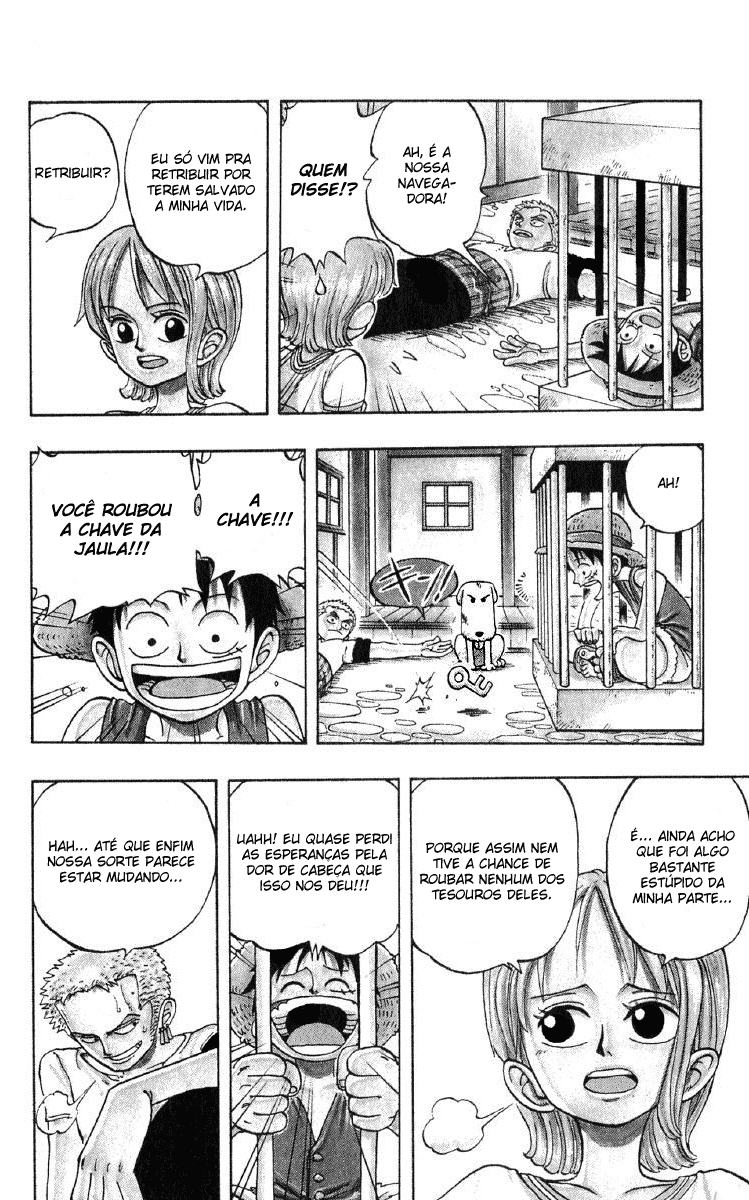 AH, É A
NOSSA
NAVEGA-
DORA!
QUEM
DISSE!?
EU SÓ VIM PRA
RETRIBUIR POR
TEREM SALVADO
A MINHA VIDA.
RETRIBUIR?
AH!
A
CHAVE!!!
VOCÊ ROUBOU
A CHAVE DA
JAULA!!!
É... AINDA ACHO
QUE FOI ALGO
BASTANTE
ESTÚPIDO DA
MINHA PARTE...
PORQUE ASSIM NEM
TIVE A CHANCE DE
ROUBAR NENHUM DOS
TESOUROS DELES.
UAHH! EU QUASE PERDI
AS ESPERANÇAS PELA
DOR DE CABEÇA QUE
ISSO NOS DEU!!!
HAH... ATÉ QUE ENFIM
NOSSA SORTE PARECE
ESTAR MUDANDO...